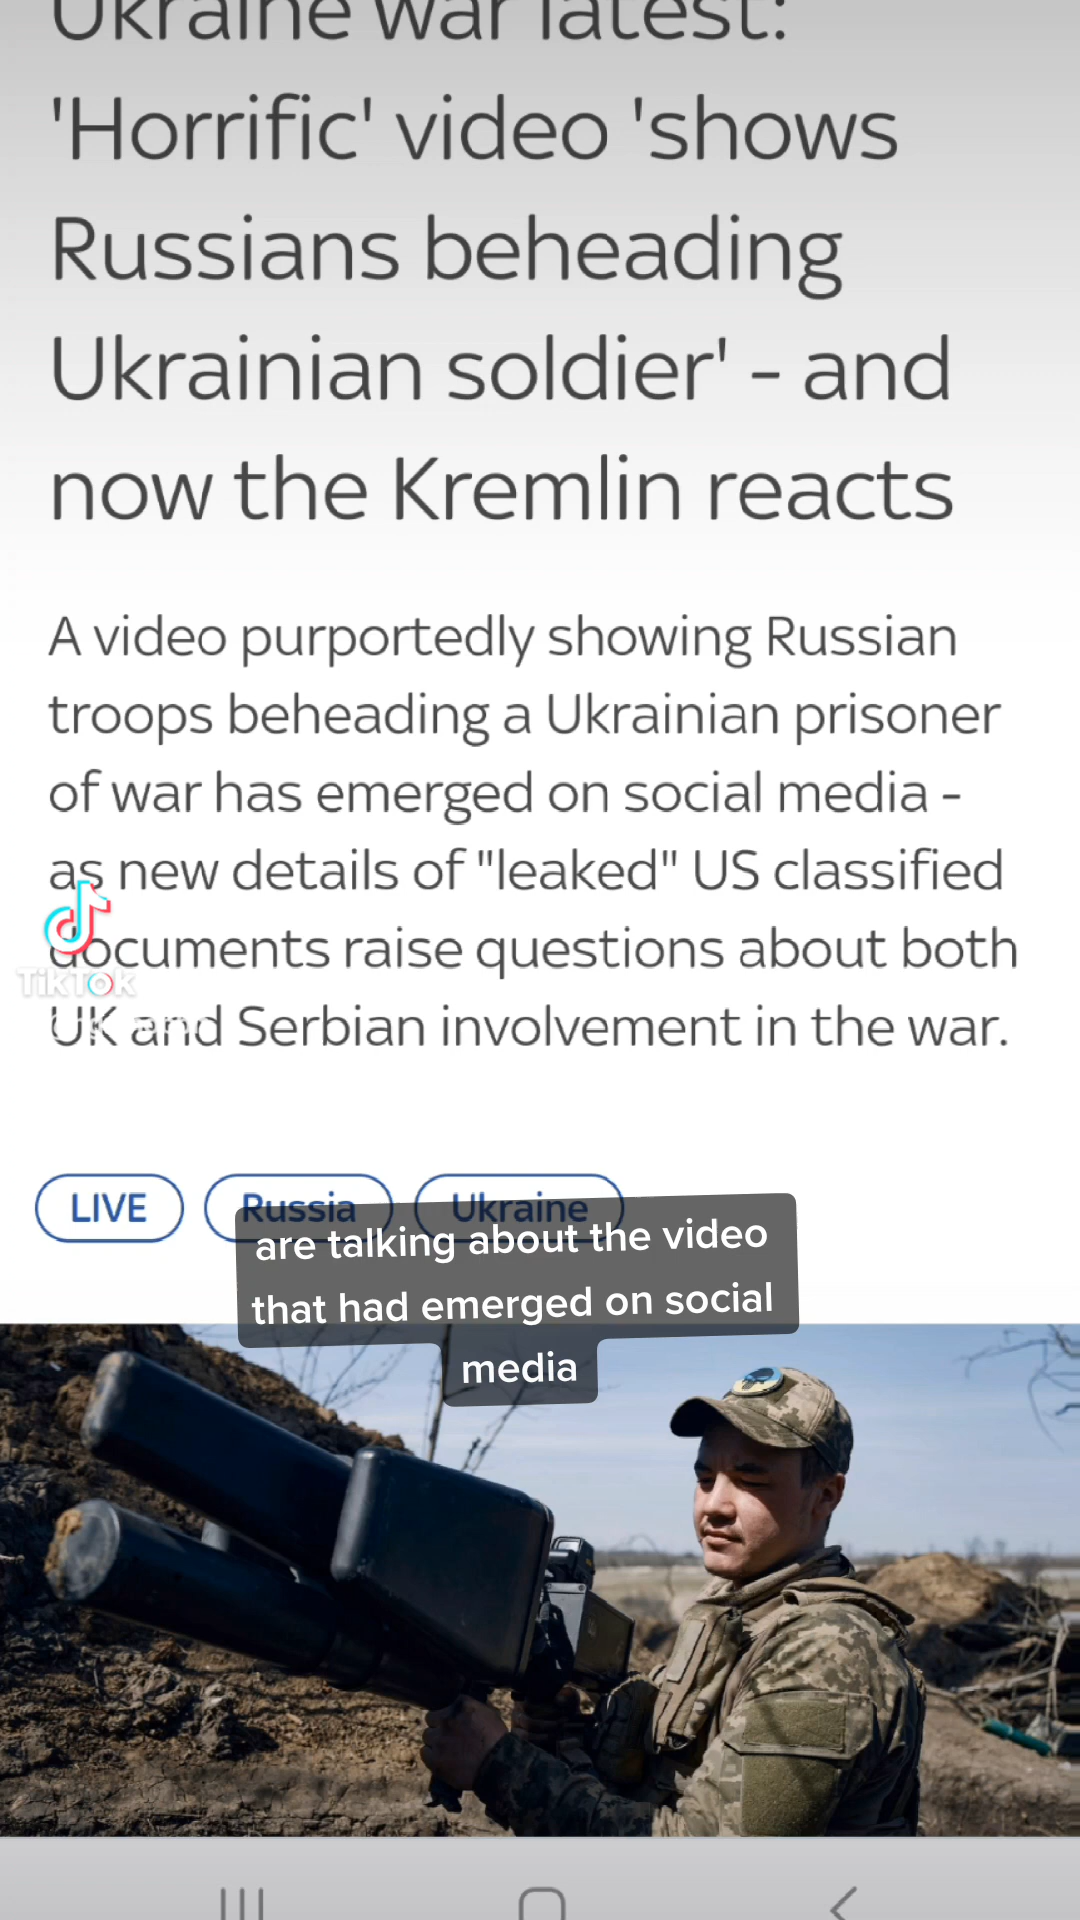 Ukraine war latest:
'Horrific' video 'shows
Russians beheading
Ukrainian soldier' - and
now the Kremlin reacts
A video purportedly showing Russian
troops beheading a Ukrainian prisoner
of war has emerged on social media -
as new details of "leaked" US classified
documents raise questions about both
TikTok
UK and Serbian involvement in the war.
LIVE
Russia
Ukraine
are talking about the video
that had emerged on social
media